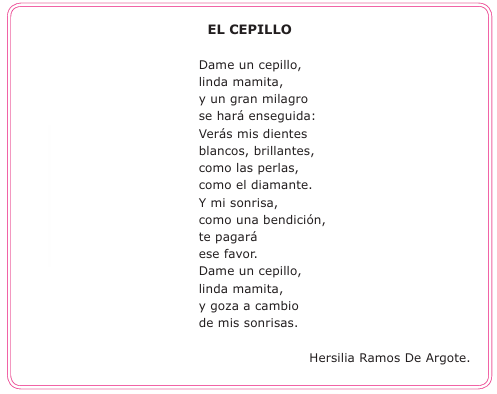 EL CEPILLO
Dame un cepillo,
linda mamita,
y un gran milagro
se hará enseguida:
Verás mis dientes
blancos, brillantes,
como las perlas,
como el diamante.
Y mi sonrisa,
como una bendición,
te pagará
ese favor.
Dame un cepillo,
linda mamita,
y goza a cambio
de mis sonrisas.
Hersilia Ramos De Argote.